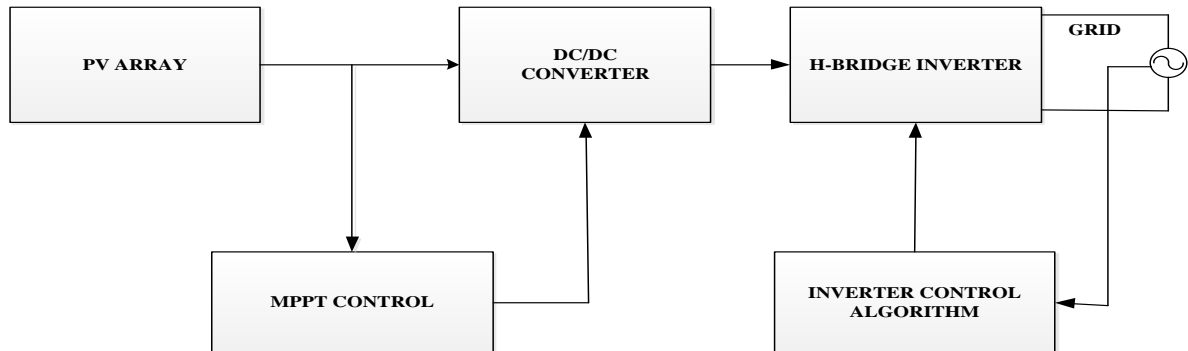 PV ARRAY
DC/DC
CONVERTER
H-BRIDGE INVERTER
GRID
MPPT CONTROL
INVERTER CONTROL
ALGORITHM